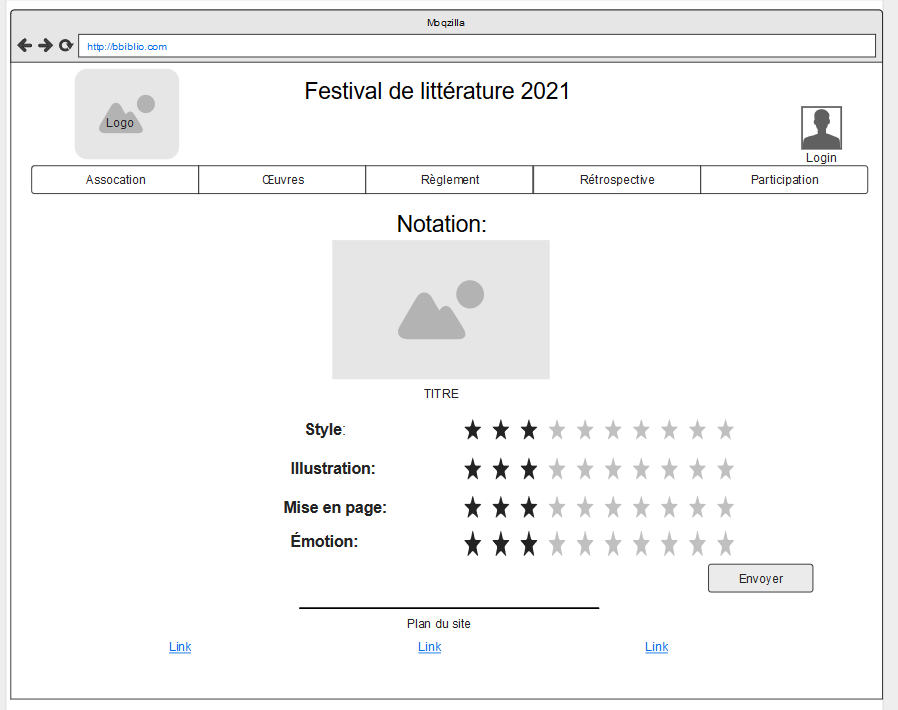 Moqzilla
http://bbiblio.com
Logo
Festival de littérature 2021
Login
Assocation Œuvres Règlement Rétrospective Participation
Notation:
TITRE
Style:
Illustration:
Mise en page:
Émotion:
Envoyer
Plan du site
Link Link Link